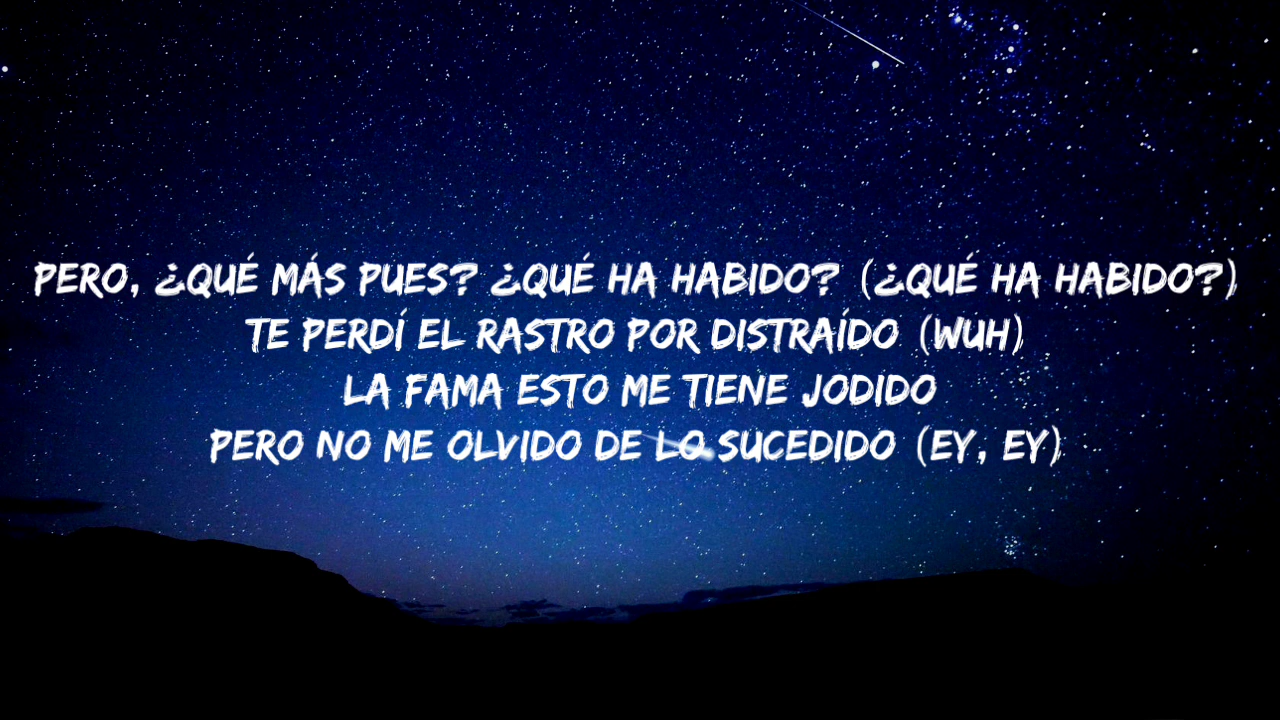 PERO, ¿QUÉ MÁS PUES? ¿QUÉ HA HABIDO? (¿QUÉ HA HABIDO?)
TE PERDÍ EL RASTRO POR DISTRAÍDO (WUH)
LA FAMA ESTO ME TIENE JODIDO
PERO NO ME OLVIDO DE LO SUCEDIDO (EY, EY)